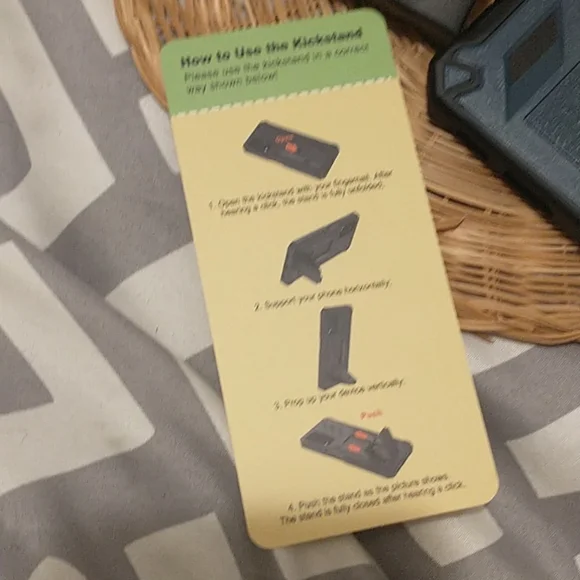 How to Use the Kickstand
Please use the kickstand in a correct
way shown below!
1. Open the kickstand with your fingernail. After
hearing a click, the stand is fully unfolded.
2. Support your phone horizontally.
3. Prop up your device vertically.
Push
4. Push the stand as the picture shows.
The stand is fully closed after hearing a click.